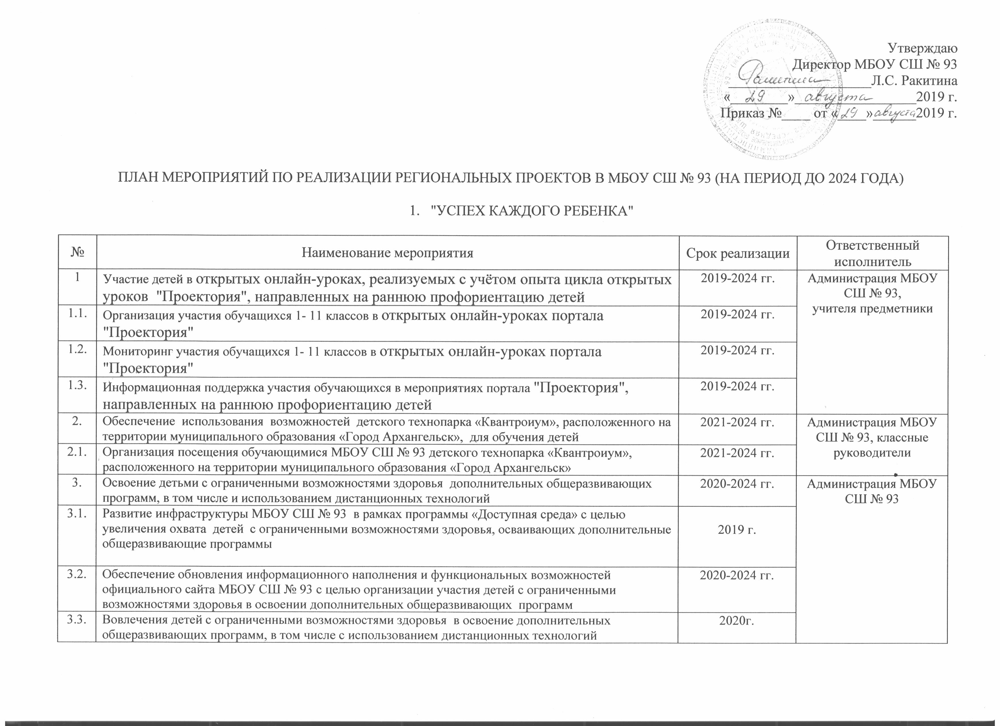 Утверждаю
Директор МБОУ СШ № 93
Л.С. Ракитина
« 29 » августа 2019 г.
Приказ №____ от « 29 » августа 2019 г.
ПЛАН МЕРОПРИЯТИЙ ПО РЕАЛИЗАЦИИ РЕГИОНАЛЬНЫХ ПРОЕКТОВ В МБОУ СШ № 93 (НА ПЕРИОД ДО 2024 ГОДА)
1. "УСПЕХ КАЖДОГО РЕБЕНКА"
№
Наименование мероприятия
Срок реализации
Ответственный
исполнитель
1
Участие детей в открытых онлайн-уроках, реализуемых с учётом опыта цикла открытых
уроков "Проектория", направленных на раннюю профориентацию детей
2019-2024 гг.
Администрация МБОУ
СШ № 93,
учителя предметники
1.1.
Организация участия обучащихся 1- 11 классов в открытых онлайн-уроках портала
"Проектория"
2019-2024 гг.
1.2.
Мониторинг участия обучащихся 1- 11 классов в открытых онлайн-уроках портала
"Проектория"
2019-2024 гг.
1.3.
Информационная поддержка участия обучающихся в мероприятиях портала "Проектория",
направленных на раннюю профориентацию детей
2019-2024 гг.
2.
Обеспечение использования возможностей детского технопарка «Квантроиум», расположенного на
территории муниципального образования «Город Архангельск», для обучения детей
2021-2024 гг.
Администрация МБОУ
СШ № 93, классные
руководители
2.1.
Организация посещения обучающимися МБОУ СШ № 93 детского технопарка «Квантроиум»,
расположенного на территории муниципального образования «Город Архангельск»
2021-2024 гг.
3.
Освоение детьми с ограниченными возможностями здоровья дополнительных общеразвивающих
программ, в том числе и использованием дистанционных технологий
2020-2024 гг.
Администрация МБОУ
СШ № 93
3.1.
Развитие инфраструктуры МБОУ СШ № 93 в рамках программы «Доступная среда» с целью
увеличения охвата детей с ограниченными возможностями здоровья, осваивающих дополнительные
общеразвивающие программы
2019 г.
3.2.
Обеспечение обновления информационного наполнения и функциональных возможностей
официального сайта МБОУ СШ № 93 с целью организации участия детей с ограниченными
возможностями здоровья в освоении дополнительных общеразвивающих программ
2020-2024 гг.
3.3.
Вовлечения детей с ограниченными возможностями здоровья в освоение дополнительных
общеразвивающих программ, в том числе с использованием дистанционных технологий
2020г.